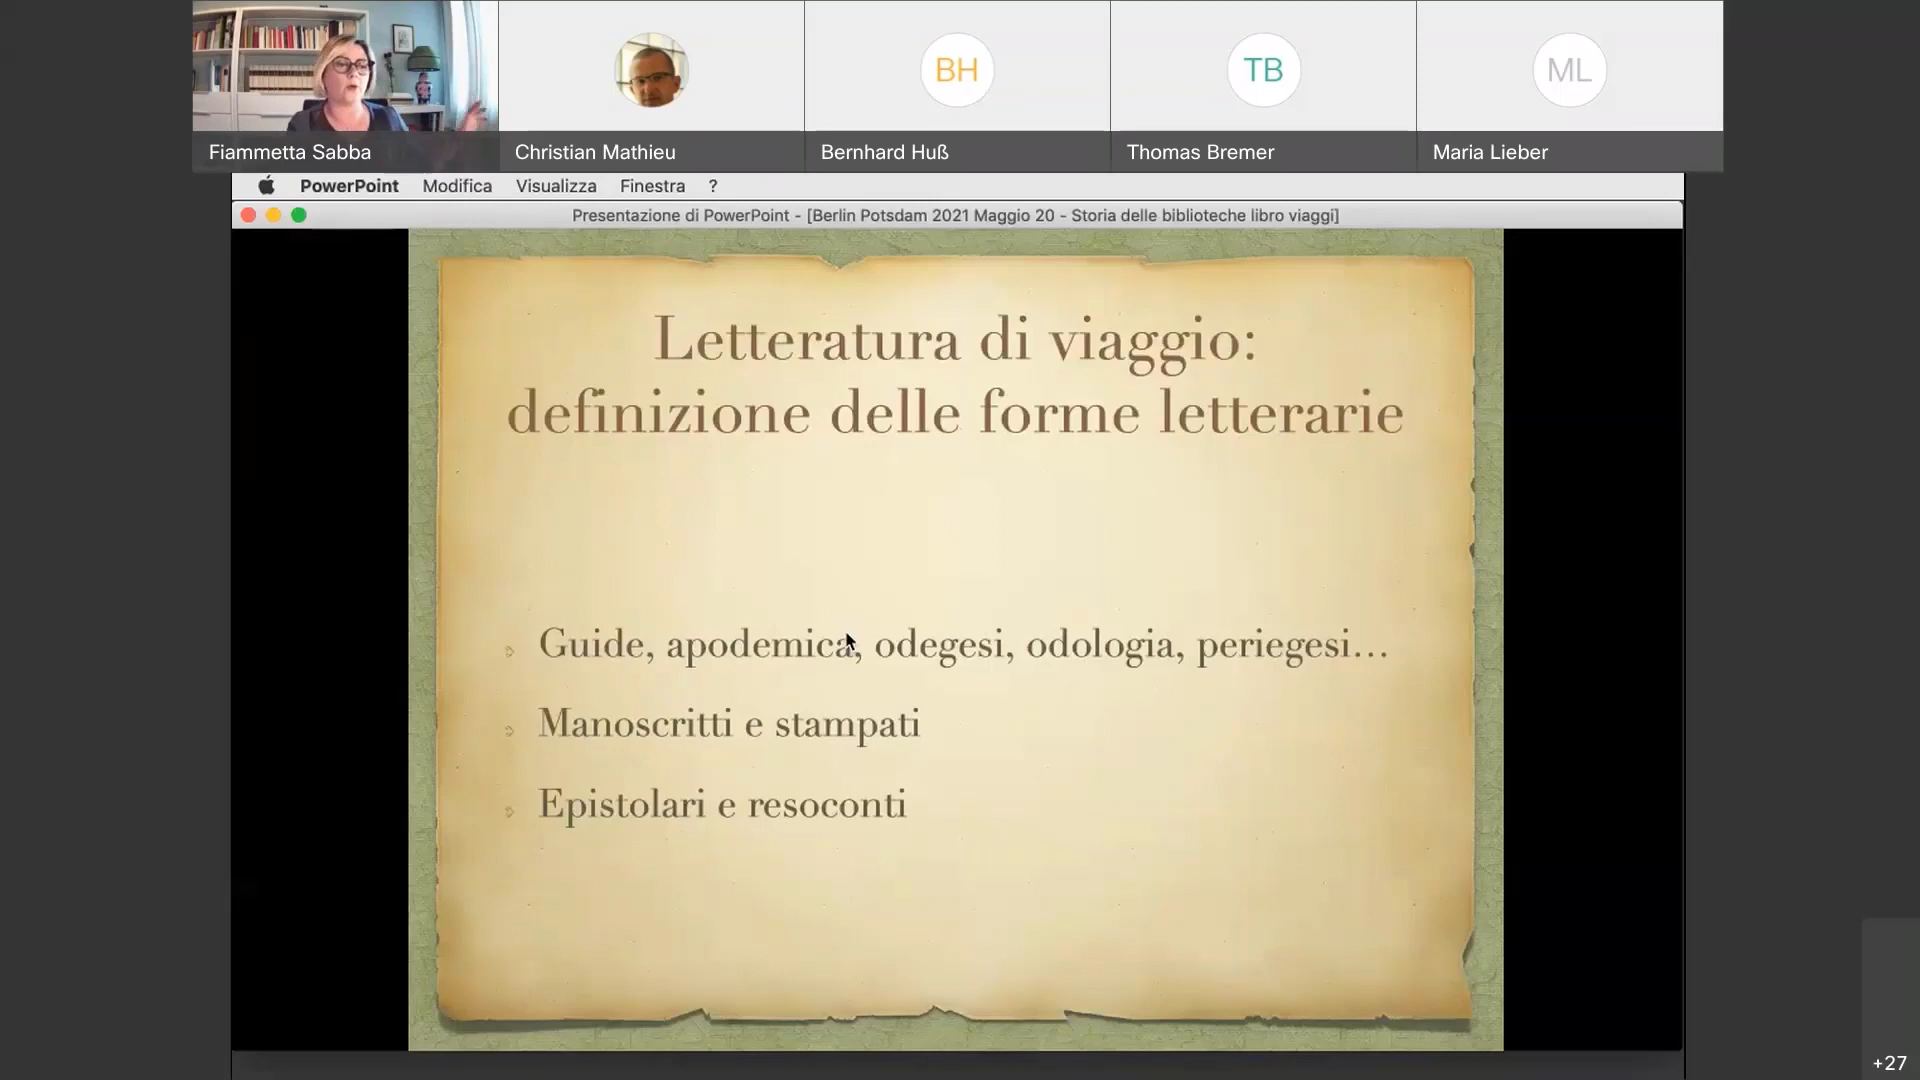 BH
TB
ML
Fiammetta Sabba
Christian Mathieu
Bernhard Huß
Thomas Bremer
Maria Lieber
PowerPoint Modifica Visualizza Finestra ?
Presentazione di PowerPoint - [Berlin Potsdam 2021 Maggio 20 - Storia delle biblioteche libro viaggi]
Letteratura di viaggio:
definizione delle forme letterarie
Guide, apodemica, odegesi, odologia, periegesi…
Manoscritti e stampati
Epistolari e resoconti
+27